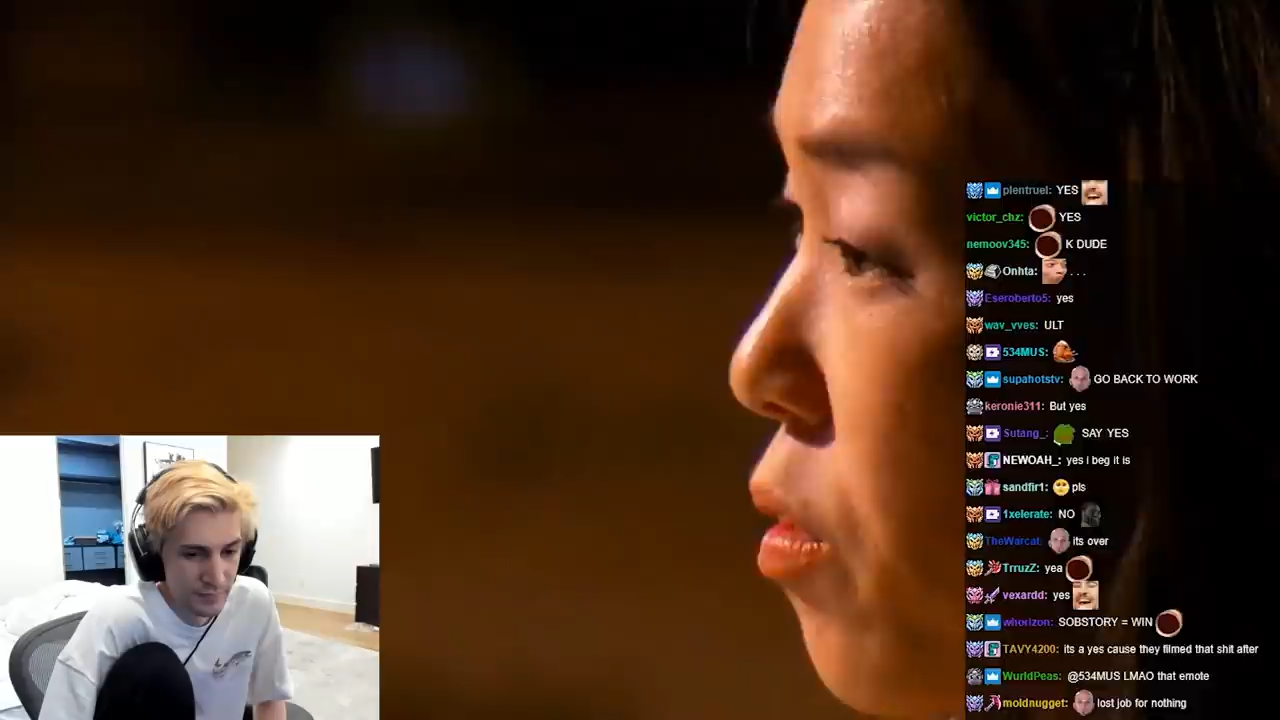 plentruel: YES
victor_chz: YES
nemoov345: K DUDE
Onhta: . . .
Eseroberto5: yes
wav_vves: ULT
534MUS:
supahotstv: GO BACK TO WORK
keronie311: But yes
Sutang_: SAY YES
NEWOAH_: yes i beg it is
sandfir1: pls
1xelerate: NO
TheWarcat: its over
TrruzZ: yea
vexardd: yes
whorizon: SOBSTORY = WIN
TAVY4200: its a yes cause they filmed that shit after
WurldPeas: @534MUS LMAO that emote
moldnugget: lost job for nothing